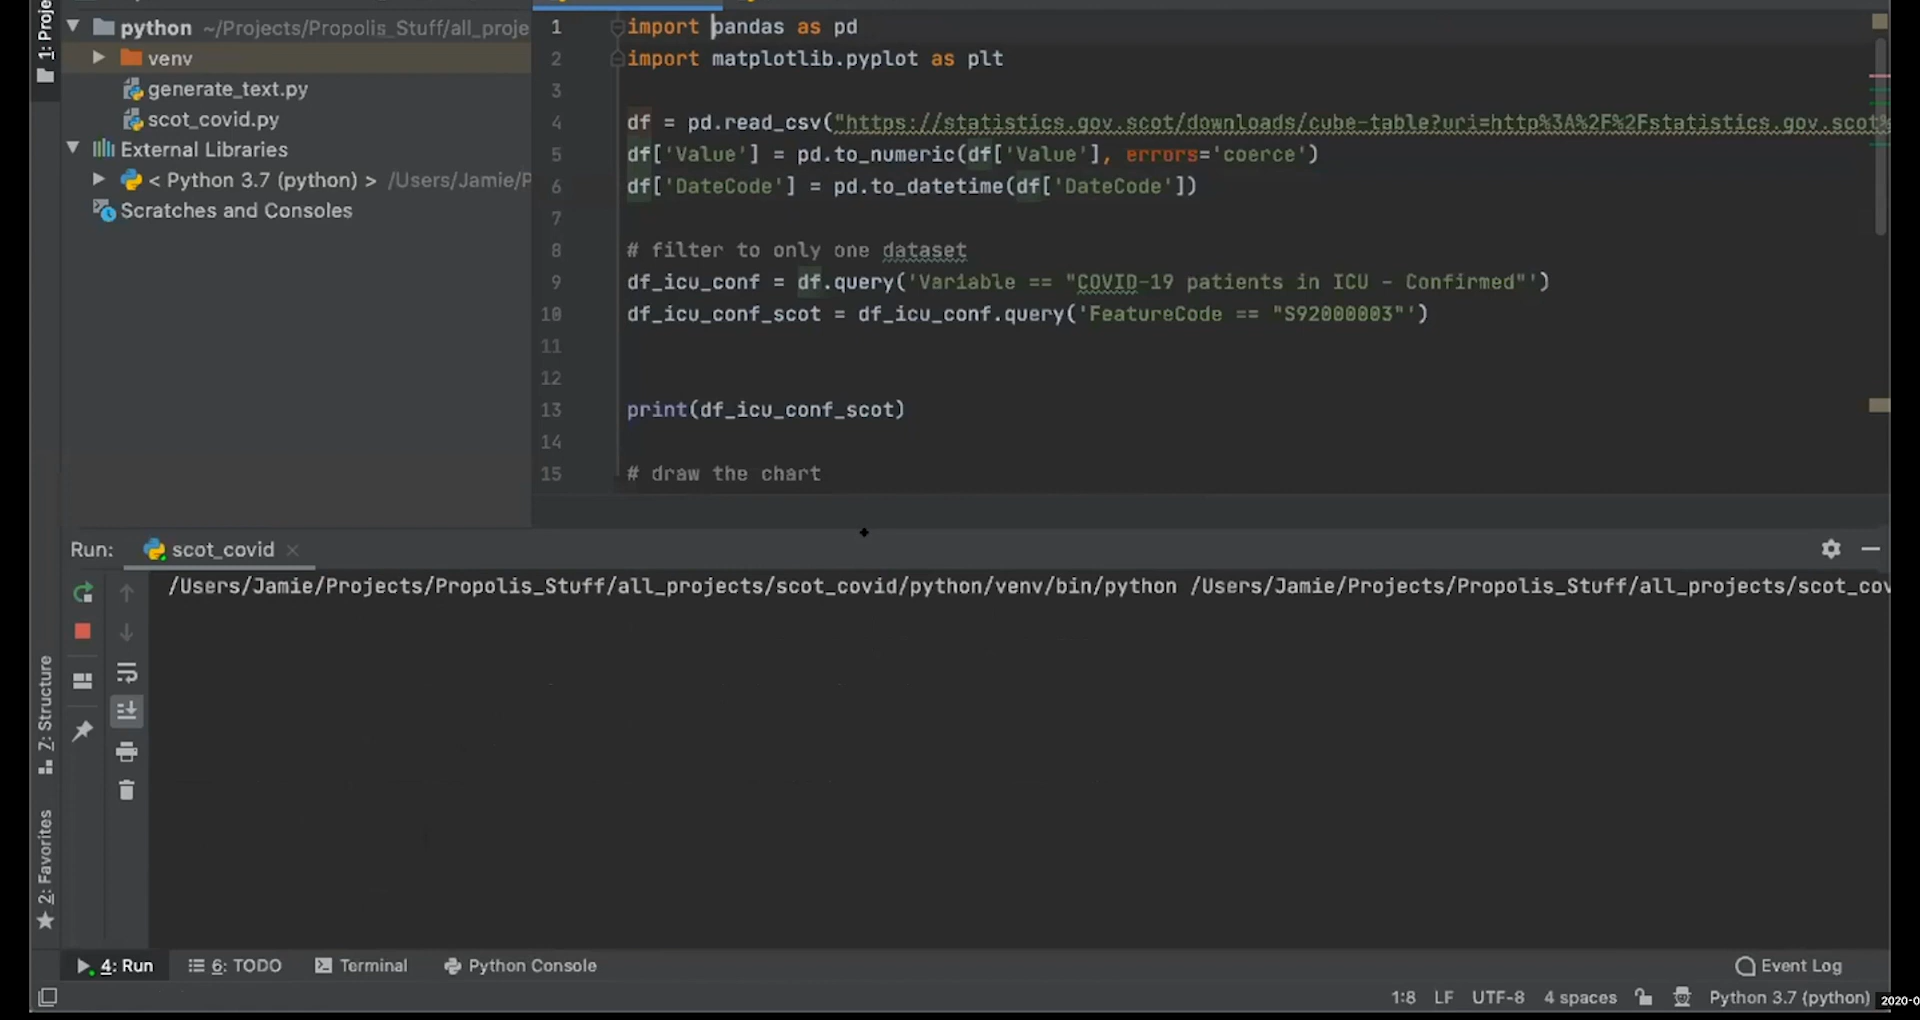 1: Proje
python ~/Projects/Propolis_Stuff/all_proje
venv
generate_text.py
scot_covid.py
External Libraries
< Python 3.7 (python) > /Users/Jamie/P
Scratches and Consoles
1 import pandas as pd
2 import matplotlib.pyplot as plt
3
4 df = pd.read_csv("https://statistics.gov.scot/downloads/cube-table?uri=http%3A%2F%2Fstatistics.gov.scot%
5 df['Value'] = pd.to_numeric(df['Value'], errors='coerce')
6 df['DateCode'] = pd.to_datetime(df['DateCode'])
7
8 # filter to only one dataset
9 df_icu_conf = df.query('Variable == "COVID-19 patients in ICU - Confirmed"')
10 df_icu_conf_scot = df_icu_conf.query('FeatureCode == "S92000003"')
11
12
13 print(df_icu_conf_scot)
14
15 # draw the chart
Run: scot_covid
/Users/Jamie/Projects/Propolis_Stuff/all_projects/scot_covid/python/venv/bin/python /Users/Jamie/Projects/Propolis_Stuff/all_projects/scot_cov
7: Structure
2: Favorites
4: Run 6: TODO Terminal Python Console Event Log
1:8 LF UTF-8 4 spaces Python 3.7 (python) 2020-0